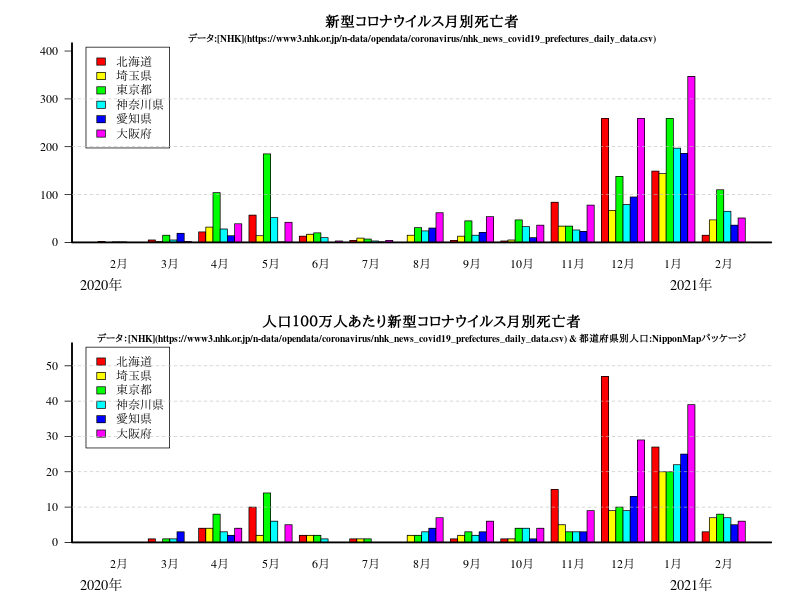 新型コロナウイルス月別死亡者
データ:[NHK](https://www3.nhk.or.jp/n-data/opendata/coronavirus/nhk_news_covid19_prefectures_daily_data.csv)
400
300
200
100
0
北海道
埼玉県
東京都
神奈川県
愛知県
大阪府
2月 3月 4月 5月 6月 7月 8月 9月 10月 11月 12月 1月 2月
2020年 2021年
人口100万人あたり新型コロナウイルス月別死亡者
データ:[NHK](https://www3.nhk.or.jp/n-data/opendata/coronavirus/nhk_news_covid19_prefectures_daily_data.csv) & 都道府県別人口:NipponMapパッケージ
50
40
30
20
10
0
北海道
埼玉県
東京都
神奈川県
愛知県
大阪府
2月 3月 4月 5月 6月 7月 8月 9月 10月 11月 12月 1月 2月
2020年 2021年